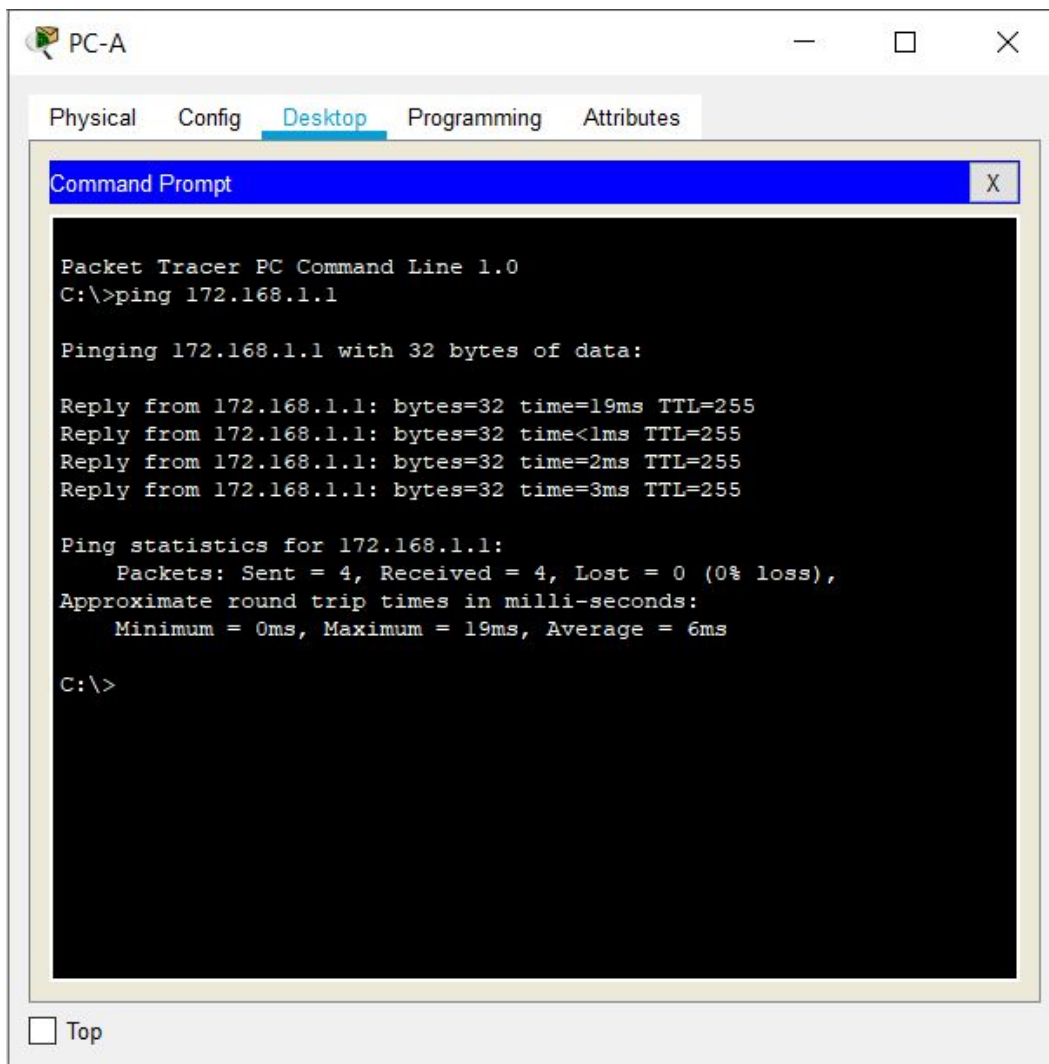 PC-A
Physical Config Desktop Programming Attributes
Command Prompt X
Packet Tracer PC Command Line 1.0
C:\>ping 172.168.1.1
Pinging 172.168.1.1 with 32 bytes of data:
Reply from 172.168.1.1: bytes=32 time=19ms TTL=255
Reply from 172.168.1.1: bytes=32 time<1ms TTL=255
Reply from 172.168.1.1: bytes=32 time=2ms TTL=255
Reply from 172.168.1.1: bytes=32 time=3ms TTL=255
Ping statistics for 172.168.1.1:
Packets: Sent = 4, Received = 4, Lost = 0 (0% loss),
Approximate round trip times in milli-seconds:
Minimum = 0ms, Maximum = 19ms, Average = 6ms
C:\>
Top